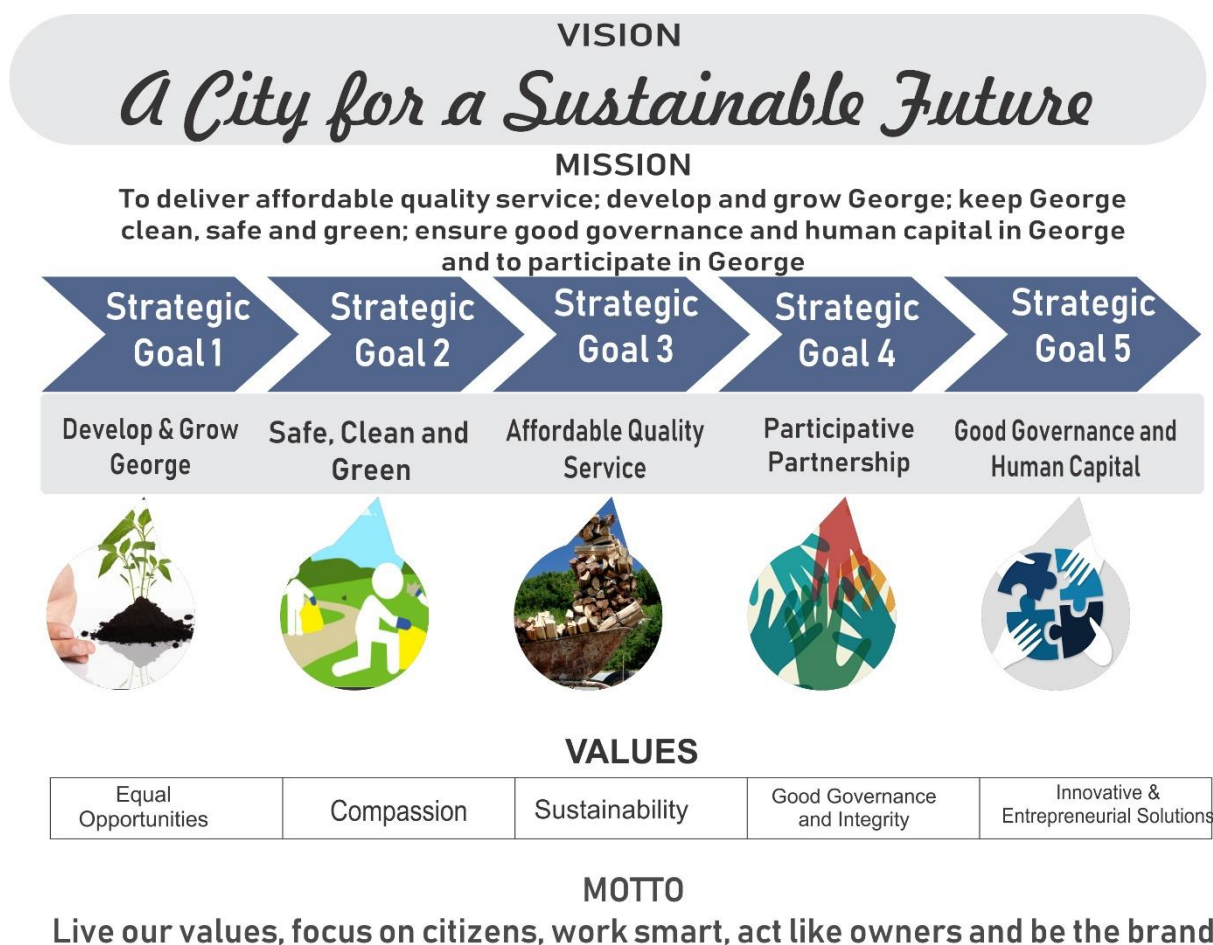 VISION
A City for a Sustainable Future
MISSION
To deliver affordable quality service; develop and grow George; keep George
clean, safe and green; ensure good governance and human capital in George
and to participate in George
Strategic
Goal 1
Strategic
Goal 2
Strategic
Goal 3
Strategic
Goal 4
Strategic
Goal 5
Develop & Grow
George
Safe, Clean and
Green
Affordable Quality
Service
Participative
Partnership
Good Governance and
Human Capital
VALUES
Equal
Opportunities
Compassion
Sustainability
Good Governance
and Integrity
Innovative &
Entrepreneurial Solutions
MOTTO
Live our values, focus on citizens, work smart, act like owners and be the brand